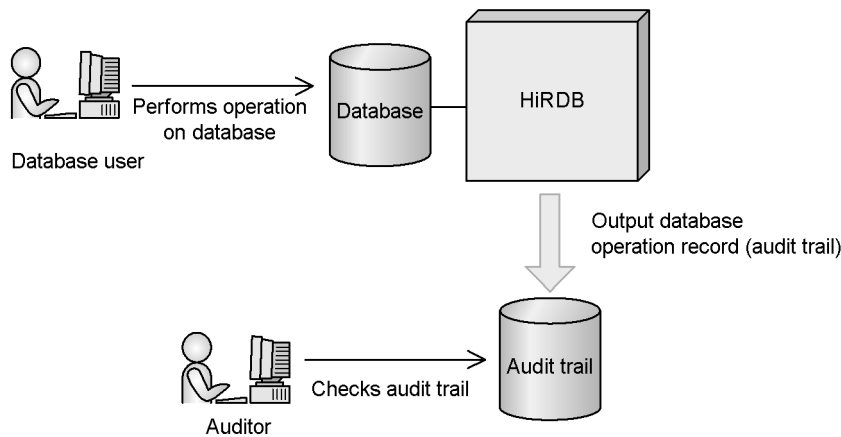 Database
HiRDB
Performs operation
on database
Database user
Output database
operation record (audit trail)
Audit trail
Checks audit trail
Auditor